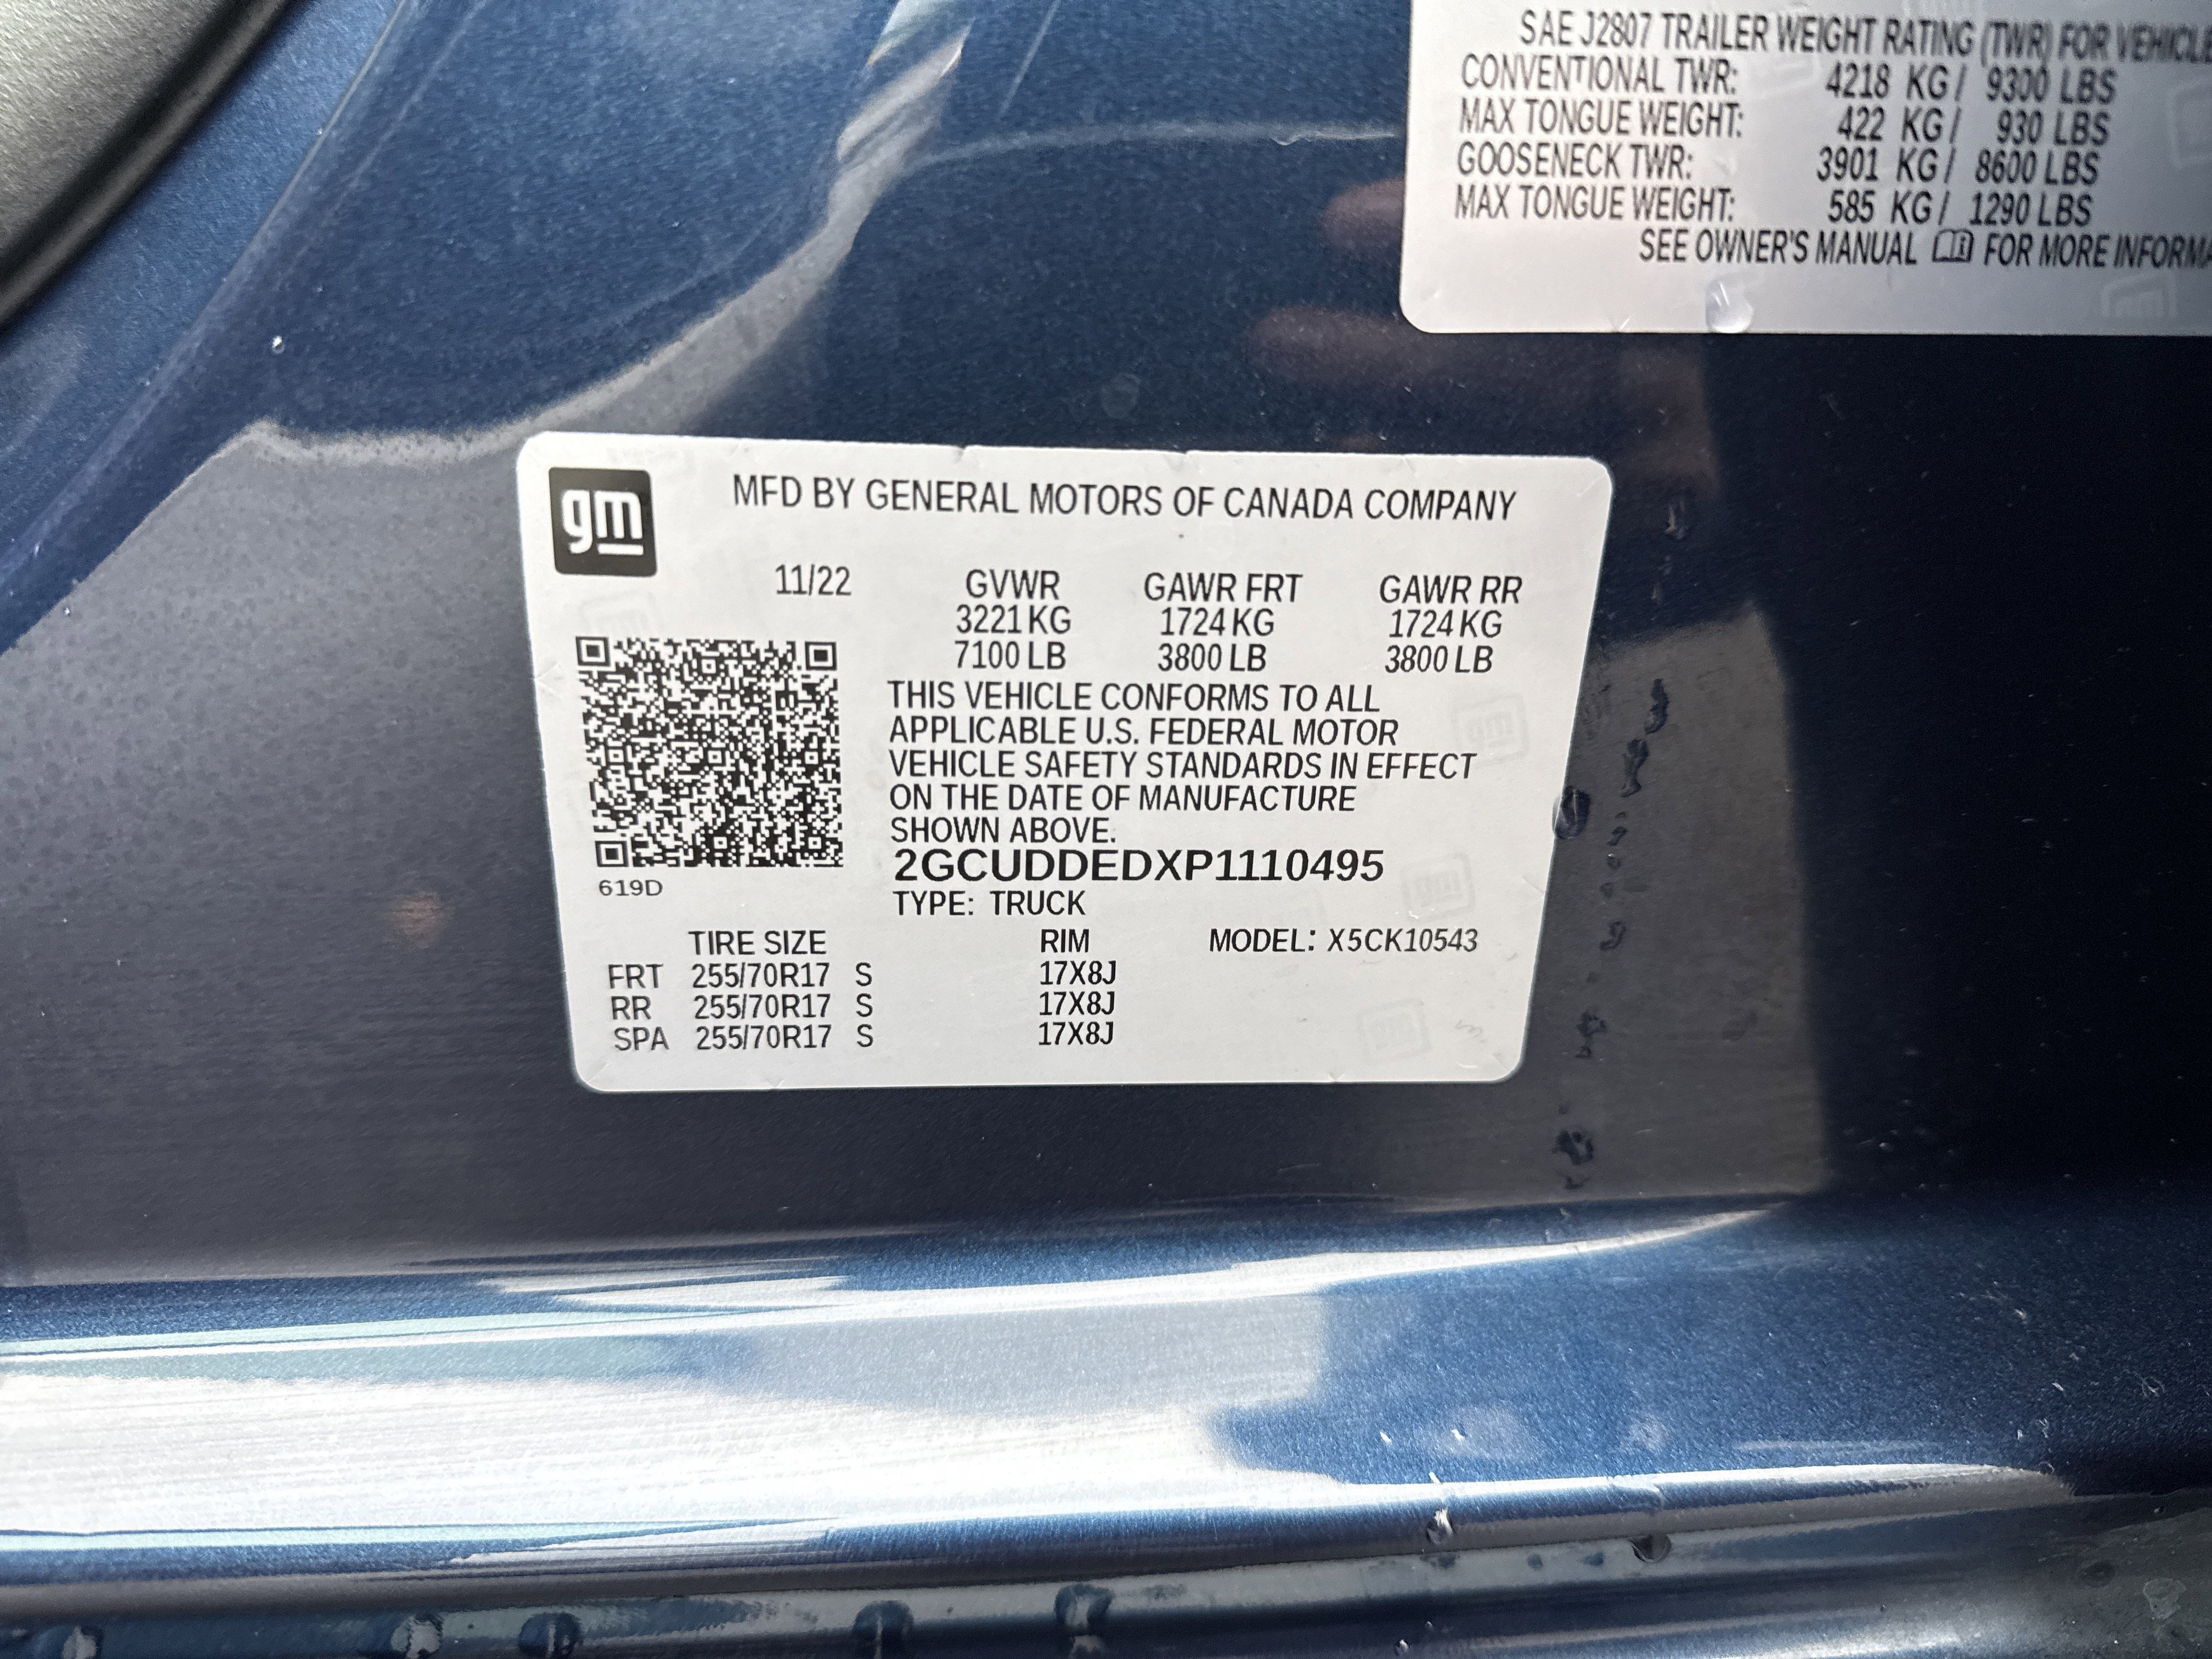 SAE J2807 TRAILER WEIGHT RATING (TWR) FOR
CONVENTIONAL TWR: 4218 KG / 9300 LBS
MAX TONGUE WEIGHT: 422 KG / 930 LBS
GOOSENECK TWR: 3901 KG / 8600 LBS
MAX TONGUE WEIGHT: 585 KG / 1290 LBS
SEE OWNER'S MANUAL FOR MORE
gm
MFD BY GENERAL MOTORS OF CANADA COMPANY
11/22 GVWR GAWR FRT GAWR RR
3221 KG 1724 KG 1724 KG
7100 LB 3800 LB 3800 LB
THIS VEHICLE CONFORMS TO ALL
APPLICABLE U.S. FEDERAL MOTOR
VEHICLE SAFETY STANDARDS IN EFFECT
ON THE DATE OF MANUFACTURE
SHOWN ABOVE.
2GCUDDEDXP1110495
619D
TYPE: TRUCK
TIRE SIZE RIM MODEL: X5CK10543
FRT 255/70R17 S 17X8J
RR 255/70R17 S 17X8J
SPA 255/70R17 S 17X8J